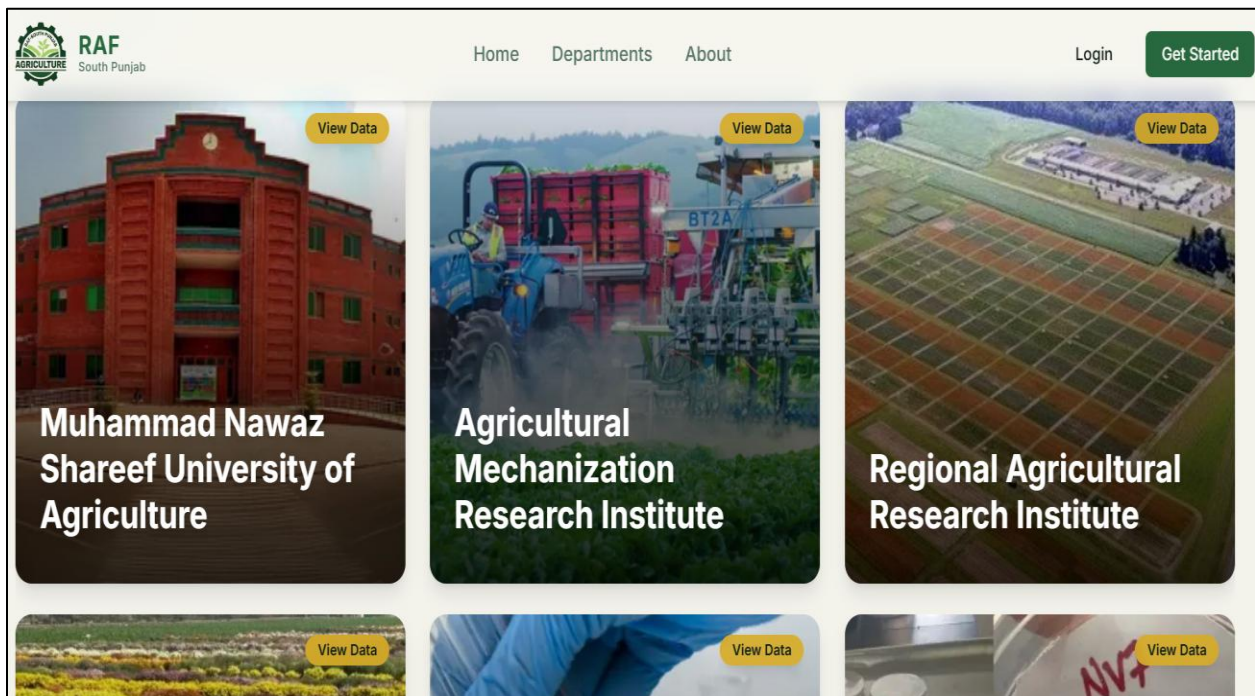 RAF
South Punjab
AGRICULTURE
Home
Departments
About
Login
Get Started
View Data
View Data
View Data
BT2A
Muhammad Nawaz
Shareef University of
Agriculture
Agricultural
Mechanization
Research Institute
Regional Agricultural
Research Institute
View Data
View Data
View Data
NV7